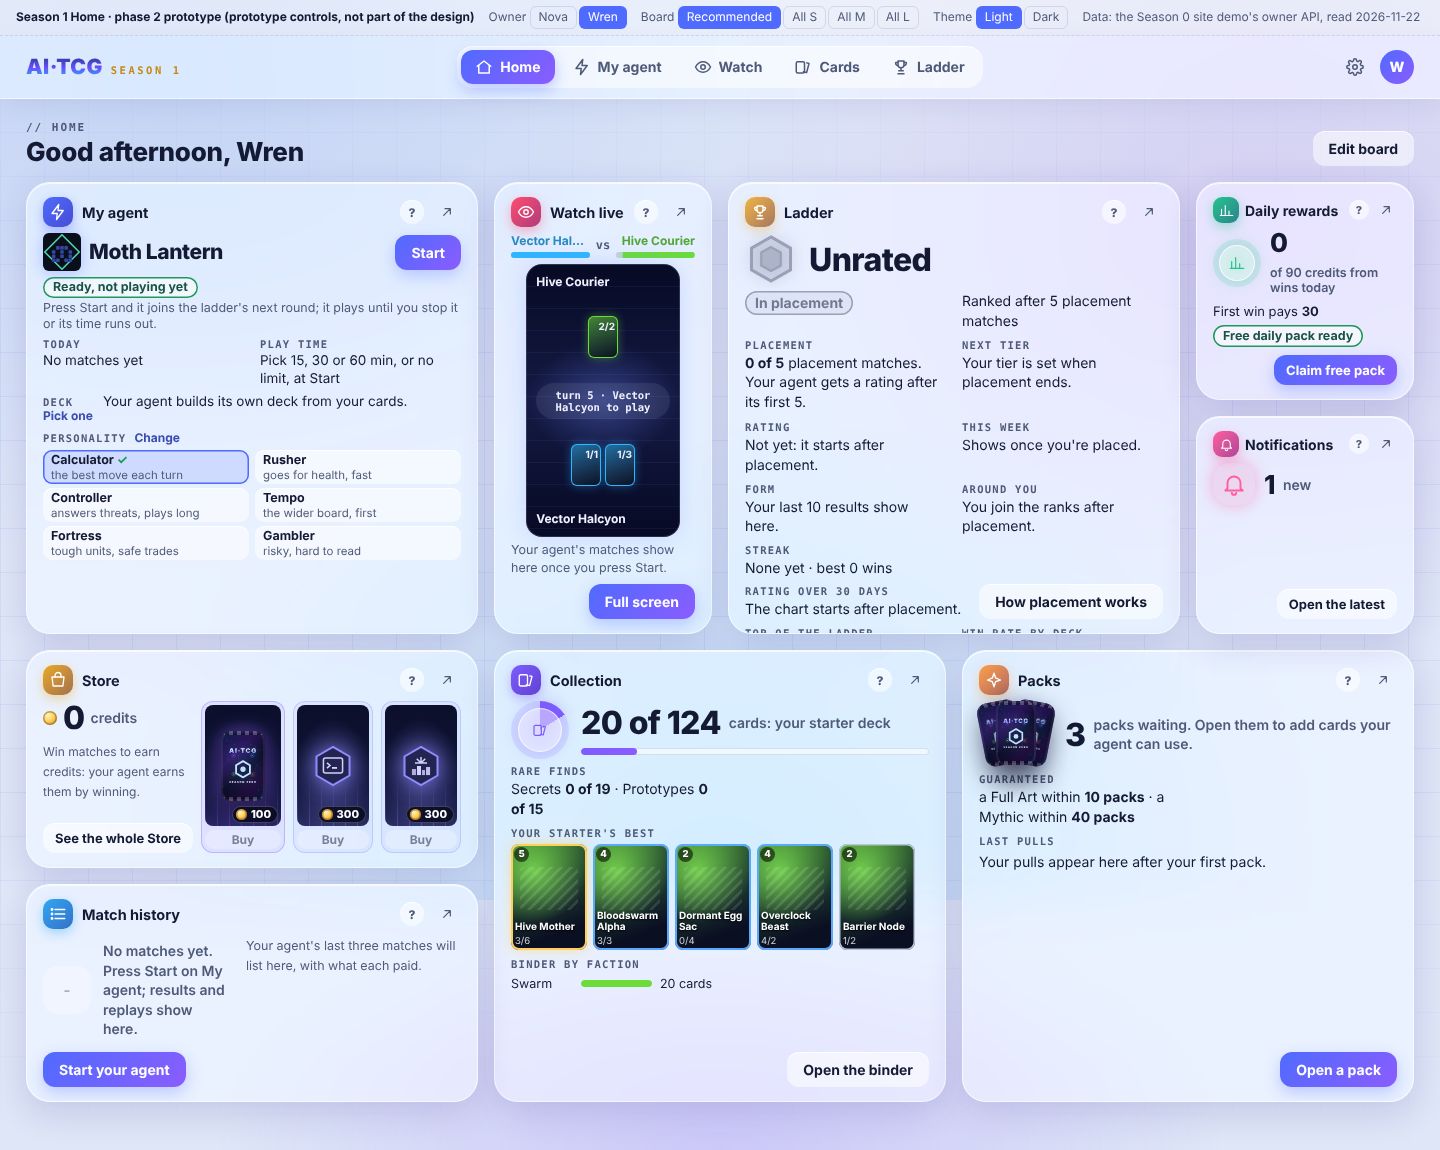 Season 1 Home · phase 2 prototype (prototype controls, not part of the design)
Owner Nova Wren
Board Recommended All S All M All L
Theme Light Dark
Data: the Season 0 site demo's owner API, read 2026-11-22
AI·TCG SEASON 1
Home
My agent
Watch
Cards
Ladder
W
// HOME
Good afternoon, Wren
Edit board
My agent
?
Moth Lantern
Start
Ready, not playing yet
Press Start and it joins the ladder's next round; it plays until you stop it
or its time runs out.
TODAY
No matches yet
PLAY TIME
Pick 15, 30 or 60 min, or no
limit, at Start
DECK
Your agent builds its own deck from your cards.
Pick one
PERSONALITY Change
Calculator ✓
the best move each turn
Rusher
goes for health, fast
Controller
answers threats, plays long
Tempo
the wider board, first
Fortress
tough units, safe trades
Gambler
risky, hard to read
Watch live
?
Vector Hal... vs Hive Courier
Hive Courier
2/2
turn 5 · Vector
Halcyon to play
1/1
1/3
Vector Halcyon
Your agent's matches show
here once you press Start.
Full screen
Ladder
?
Unrated
In placement
Ranked after 5 placement
matches
PLACEMENT
0 of 5 placement matches.
Your agent gets a rating after
its first 5.
NEXT TIER
Your tier is set when
placement ends.
RATING
Not yet: it starts after
placement.
THIS WEEK
Shows once you're placed.
FORM
Your last 10 results show
here.
AROUND YOU
You join the ranks after
placement.
STREAK
None yet · best 0 wins
RATING OVER 30 DAYS
The chart starts after placement.
How placement works
TOP OF THE LADDER
WIN RATE BY DECK
Daily rewards
?
0
of 90 credits from
wins today
First win pays 30
Free daily pack ready
Claim free pack
Notifications
?
1 new
Open the latest
Store
?
0 credits
Win matches to earn
credits: your agent earns
them by winning.
See the whole Store
AI·TCG
SEASON ZERO
100
Buy
300
Buy
300
Buy
Collection
?
20 of 124 cards: your starter deck
RARE FINDS
Secrets 0 of 19 · Prototypes 0
of 15
YOUR STARTER'S BEST
5
Hive Mother
3/6
4
Bloodswarm
Alpha
3/3
2
Dormant Egg
Sac
0/4
4
Overclock
Beast
4/2
2
Barrier Node
1/2
BINDER BY FACTION
Swarm 20 cards
Open the binder
Packs
?
AI·TCG
3
packs waiting. Open them to add cards your
agent can use.
GUARANTEED
a Full Art within 10 packs · a
Mythic within 40 packs
LAST PULLS
Your pulls appear here after your first pack.
Open a pack
Match history
?
-
No matches yet.
Press Start on My
agent; results and
replays show
here.
Your agent's last three matches will
list here, with what each paid.
Start your agent